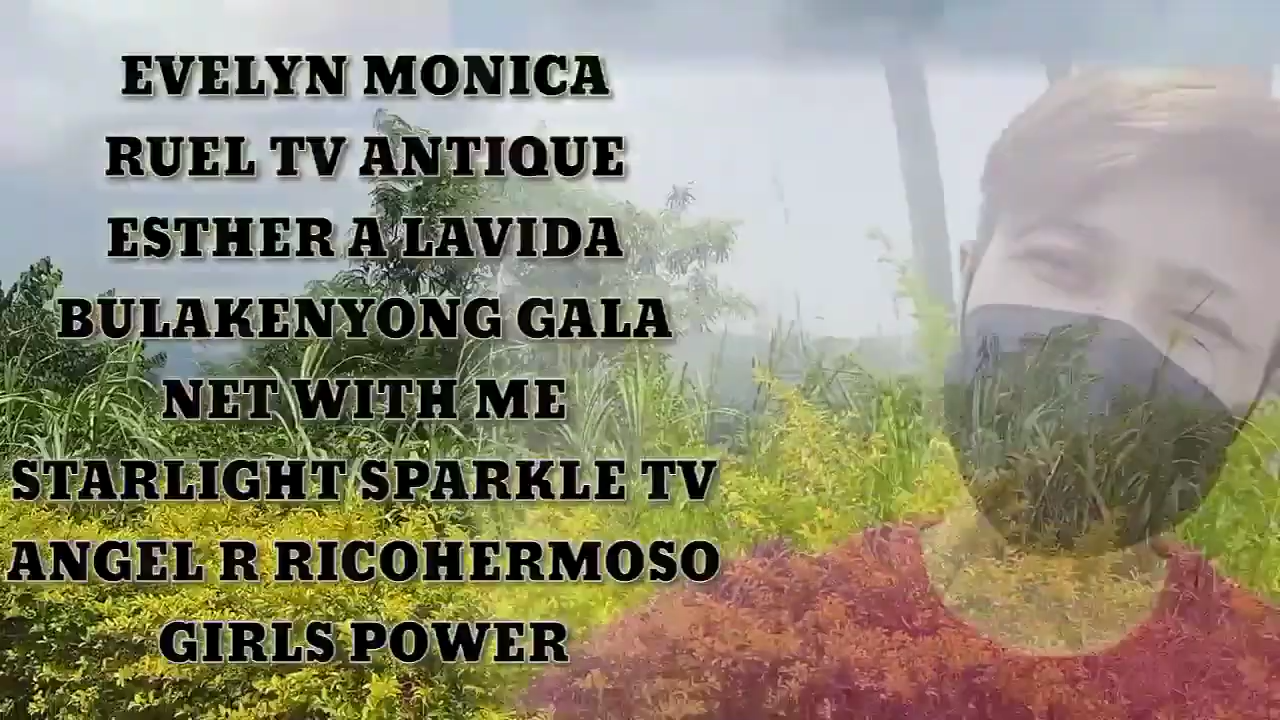 EVELYN MONICA
RUEL TV ANTIQUE
ESTHER A LAVIDA
BULAKENYONG GALA
NET WITH ME
STARLIGHT SPARKLE TV
ANGEL R RICOHERMOSO
GIRLS POWER